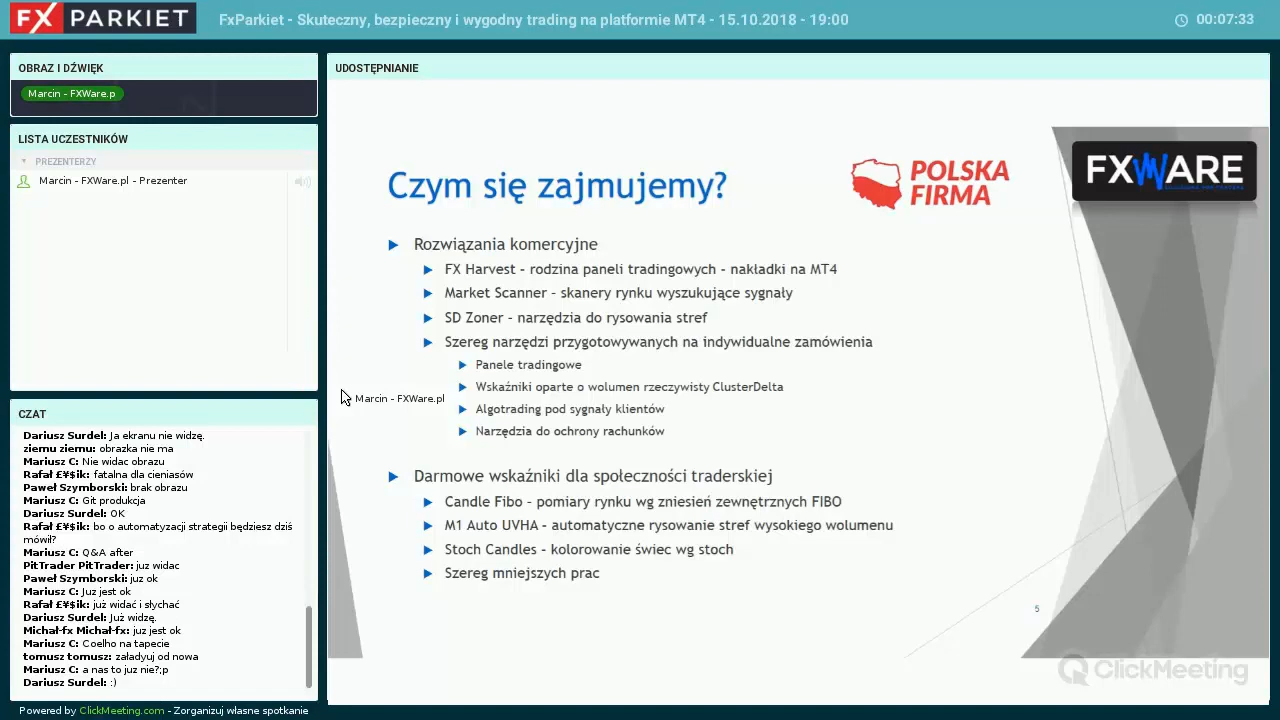 FX PARKIET
FxParkiet - Skuteczny, bezpieczny i wygodny trading na platformie MT4 - 15.10.2018 - 19:00
00:07:33
OBRAZ I DŹWIĘK
Marcin - FXWare.p
LISTA UCZESTNIKÓW
PREZENTERZY
Marcin - FXWare.pl - Prezenter
CZAT
Dariusz Surdel: Ja ekranu nie widzę.
ziemu ziemu: obrazka nie ma
Mariusz C: Nie widac obrazu
Rafał £¥$ik: fatalna dla cieniasów
Paweł Szymborski: brak obrazu
Mariusz C: Git produkcja
Dariusz Surdel: OK
Rafał £¥$ik: bo o automatyzacji strategii będziesz dziś
mówił?
Mariusz C: Q&A after
PitTrader PitTrader: juz widac
Paweł Szymborski: juz ok
Mariusz C: Juz jest ok
Rafał £¥$ik: już widać i słychać
Dariusz Surdel: Już widzę.
Michał-fx Michał-fx: juz jest ok
Mariusz C: Coelho na tapecie
tomusz tomusz: załadyuj od nowa
Mariusz C: a nas to juz nie?;p
Dariusz Surdel: :)
Powered by ClickMeeting.com - Zorganizuj własne spotkanie
UDOSTĘPNIANIE
Czym się zajmujemy?
POLSKA
FIRMA
FXWARE
Rozwiązania komercyjne
FX Harvest - rodzina paneli tradingowych - nakładki na MT4
Market Scanner - skanery rynku wyszukujące sygnały
SD Zoner - narzędzia do rysowania stref
Szereg narzędzi przygotowywanych na indywidualne zamówienia
Panele tradingowe
Wskaźniki oparte o wolumen rzeczywisty ClusterDelta
Marcin - FXWare.pl
Algotrading pod sygnały klientów
Narzędzia do ochrony rachunków
Darmowe wskaźniki dla społeczności traderskiej
Candle Fibo - pomiary rynku wg zniesień zewnętrznych FIBO
M1 Auto UVHA - automatyczne rysowanie stref wysokiego wolumenu
Stoch Candles - kolorowanie świec wg stoch
Szereg mniejszych prac
5
ClickMeeting